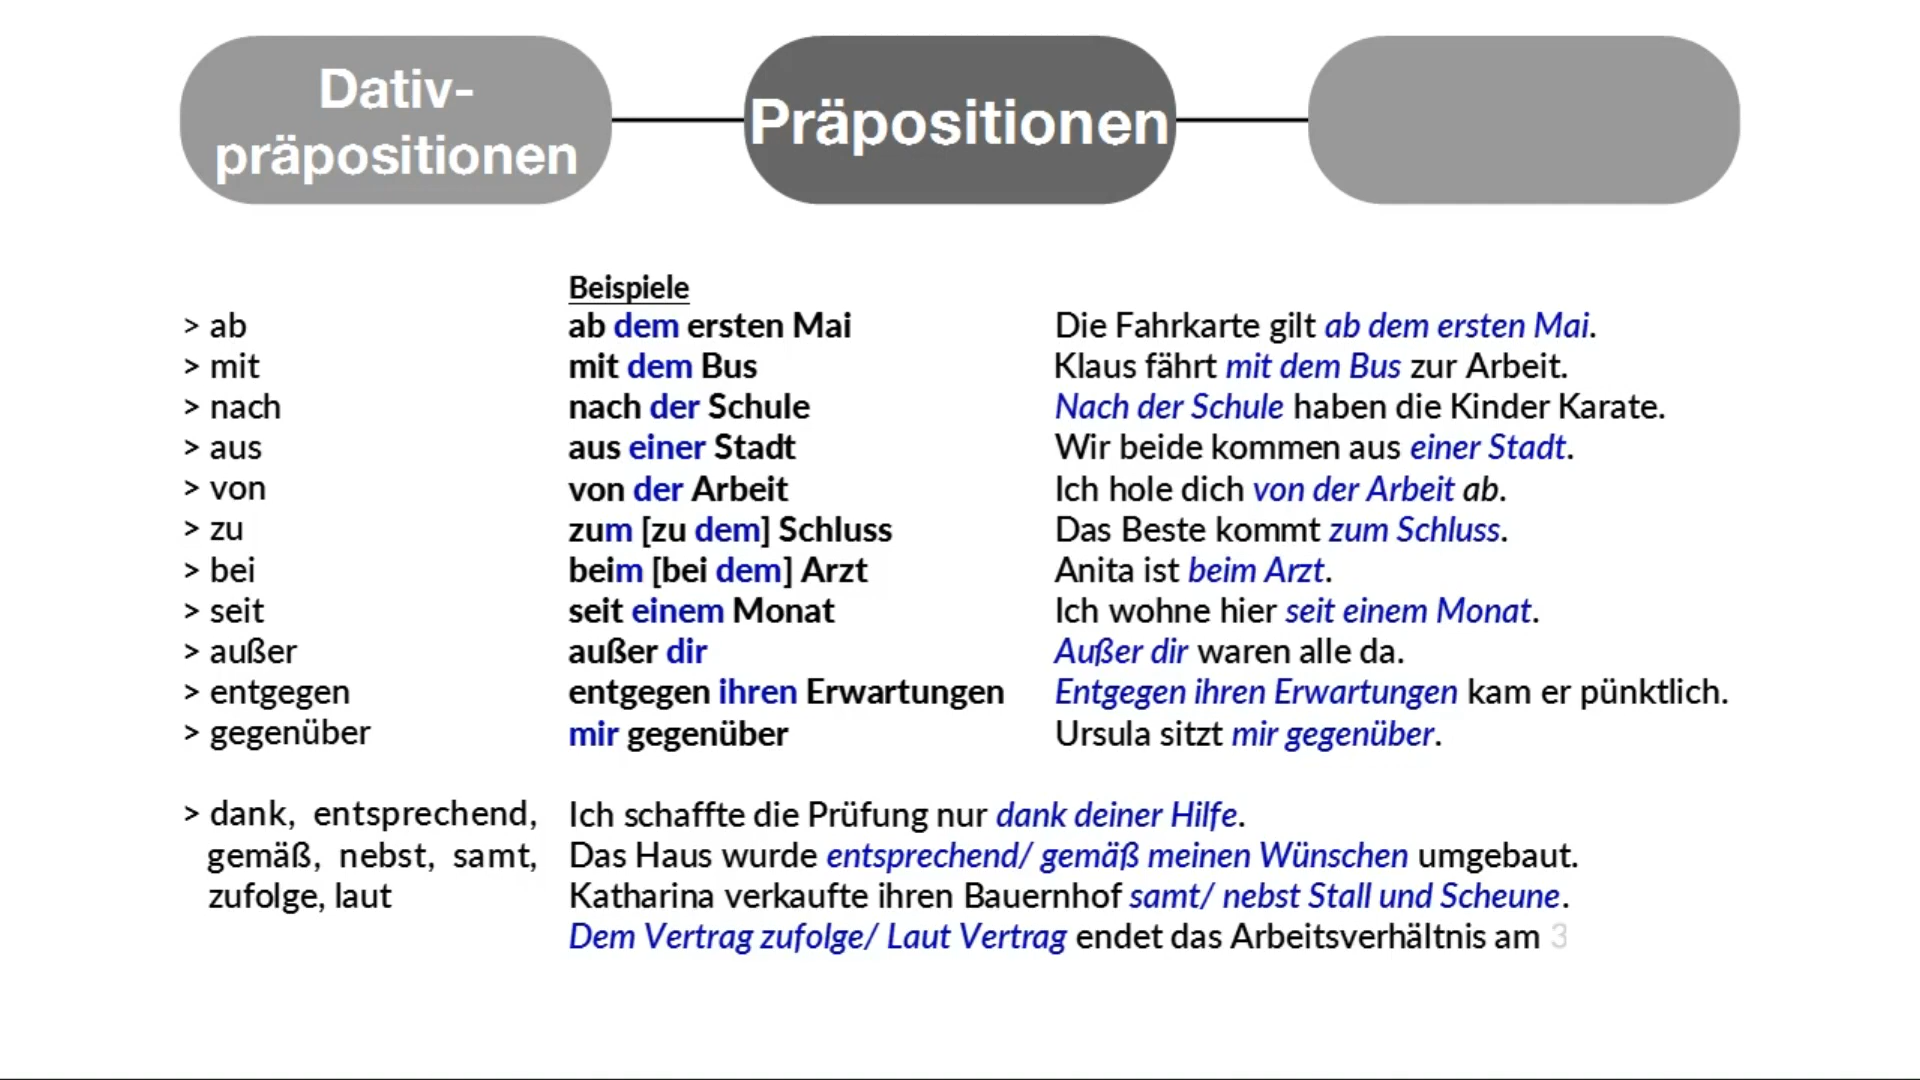 Dativ-
präpositionen
Präpositionen
Beispiele
> ab ab dem ersten Mai Die Fahrkarte gilt ab dem ersten Mai.
> mit mit dem Bus Klaus fährt mit dem Bus zur Arbeit.
> nach nach der Schule Nach der Schule haben die Kinder Karate.
> aus aus einer Stadt Wir beide kommen aus einer Stadt.
> von von der Arbeit Ich hole dich von der Arbeit ab.
> zu zum [zu dem] Schluss Das Beste kommt zum Schluss.
> bei beim [bei dem] Arzt Anita ist beim Arzt.
> seit seit einem Monat Ich wohne hier seit einem Monat.
> außer außer dir Außer dir waren alle da.
> entgegen entgegen ihren Erwartungen Entgegen ihren Erwartungen kam er pünktlich.
> gegenüber mir gegenüber Ursula sitzt mir gegenüber.
> dank, entsprechend, Ich schaffte die Prüfung nur dank deiner Hilfe.
gemäß, nebst, samt, Das Haus wurde entsprechend/ gemäß meinen Wünschen umgebaut.
zufolge, laut Katharina verkaufte ihren Bauernhof samt/ nebst Stall und Scheune.
Dem Vertrag zufolge/ Laut Vertrag endet das Arbeitsverhältnis am 3